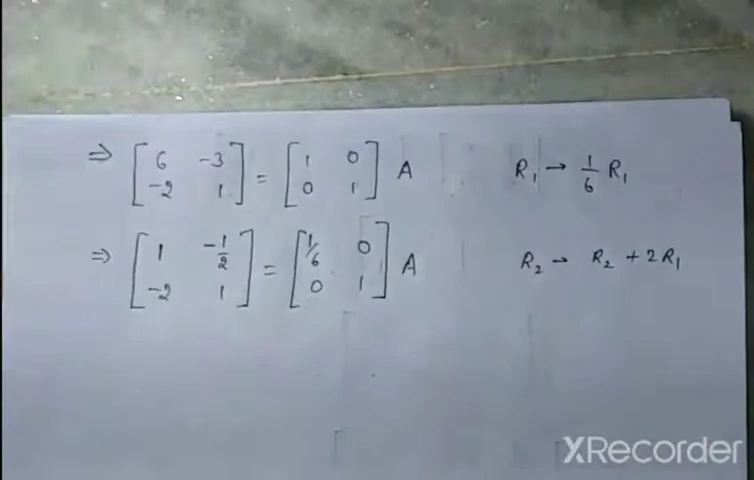 ⇒ [6 -3; -2 1] = [1 0; 0 1] A R₁ → 1/6 R₁
⇒ [1 -1/2; -2 1] = [1/6 0; 0 1] A R₂ → R₂ + 2R₁
XRecorder